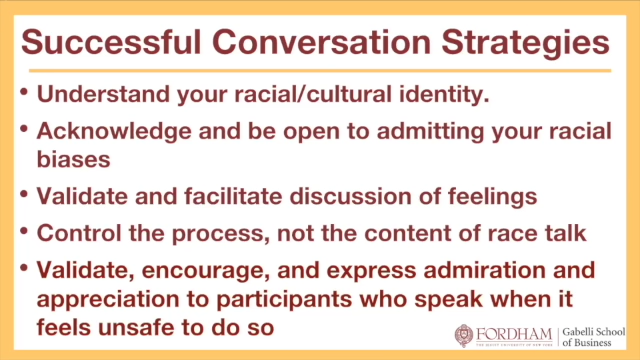 Successful Conversation Strategies
• Understand your racial/cultural identity.
• Acknowledge and be open to admitting your racial
biases
• Validate and facilitate discussion of feelings
• Control the process, not the content of race talk
• Validate, encourage, and express admiration and
appreciation to participants who speak when it
feels unsafe to do so
FORDHAM
THE JESUIT UNIVERSITY OF NEW YORK
Gabelli School
of Business